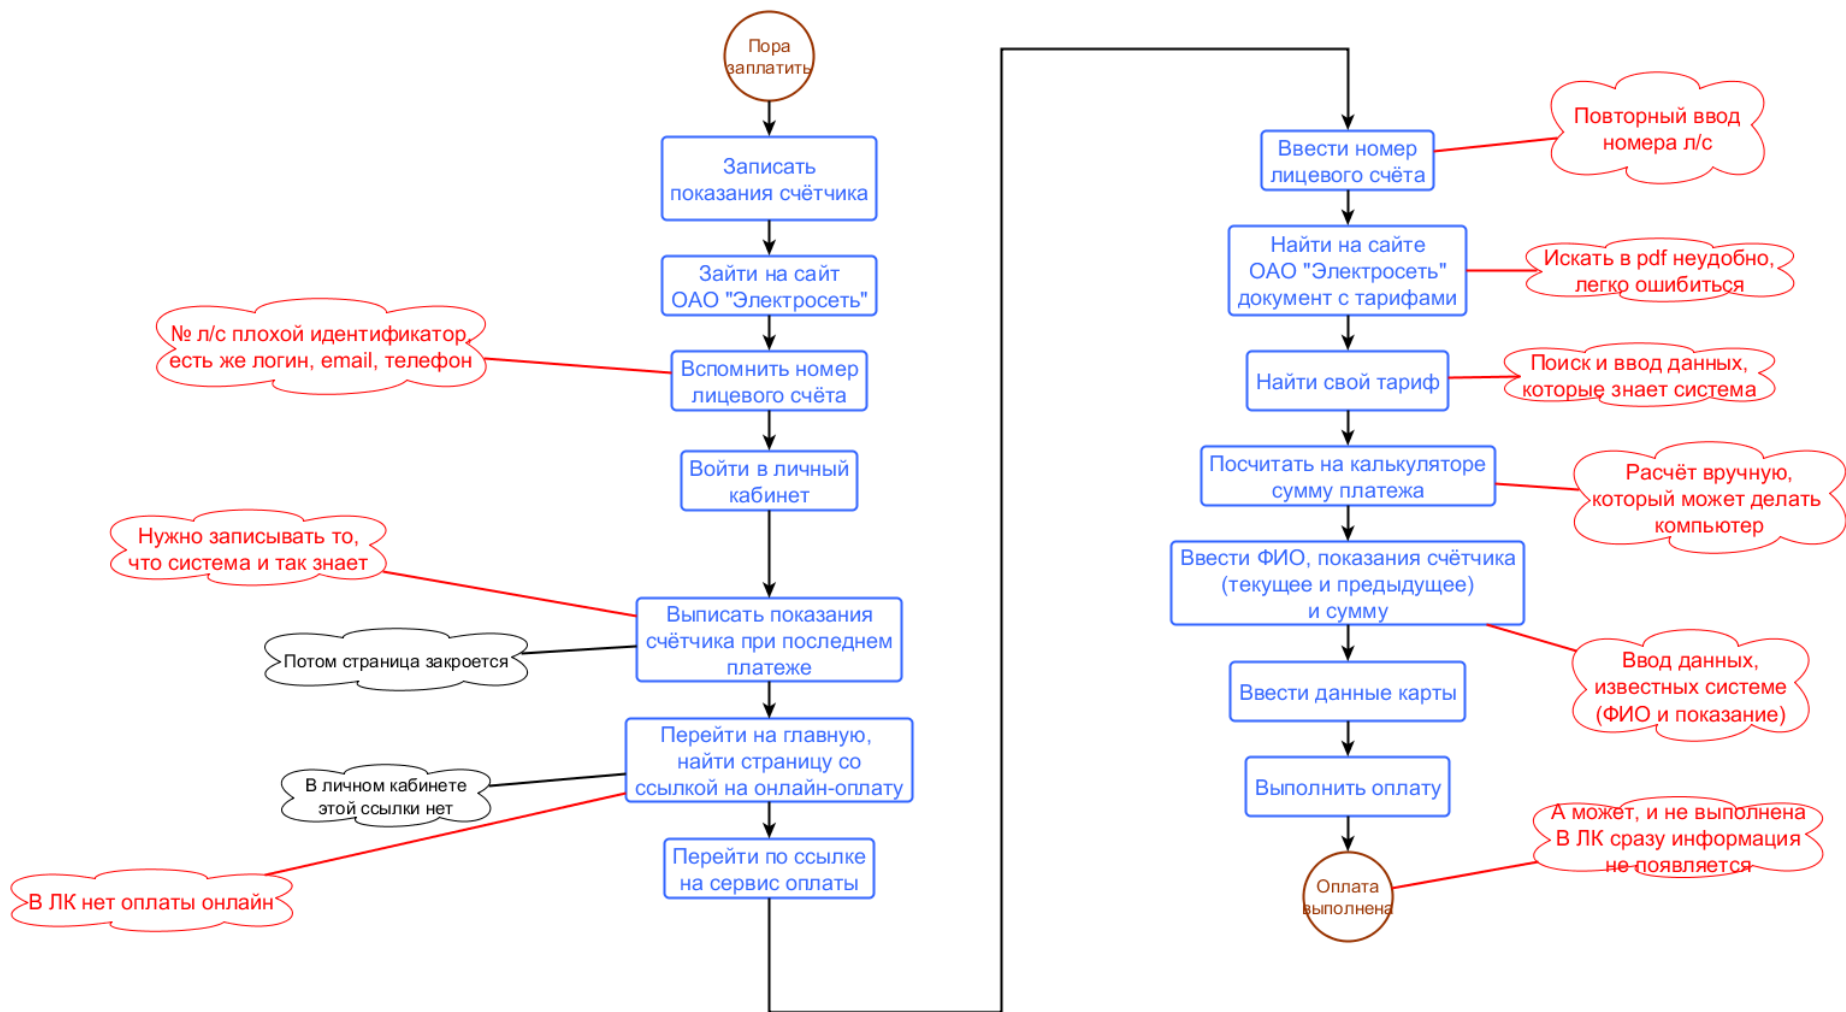 Пора
заплатить
Записать
показания счётчика
Зайти на сайт
ОАО "Электросеть"
№ л/с плохой идентификатор,
есть же логин, email, телефон
Вспомнить номер
лицевого счёта
Войти в личный
кабинет
Нужно записывать то,
что система и так знает
Выписать показания
счётчика при последнем
платеже
Потом страница закроется
Перейти на главную,
найти страницу со
ссылкой на онлайн-оплату
В личном кабинете
этой ссылки нет
В ЛК нет оплаты онлайн
Перейти по ссылке
на сервис оплаты
Ввести номер
лицевого счёта
Повторный ввод
номера л/с
Найти на сайте
ОАО "Электросеть"
документ с тарифами
Искать в pdf неудобно,
легко ошибиться
Найти свой тариф
Поиск и ввод данных,
которые знает система
Посчитать на калькуляторе
сумму платежа
Расчёт вручную,
который может делать
компьютер
Ввести ФИО, показания счётчика
(текущее и предыдущее)
и сумму
Ввод данных,
известных системе
(ФИО и показание)
Ввести данные карты
Выполнить оплату
Оплата
выполнена
А может, и не выполнена
В ЛК сразу информация
не появляется